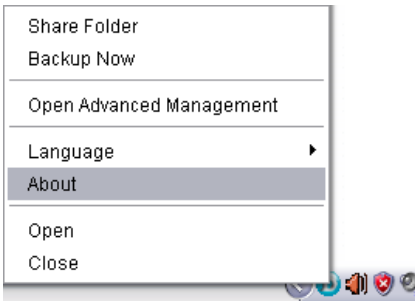 Share Folder
Backup Now
Open Advanced Management
Language
About
Open
Close